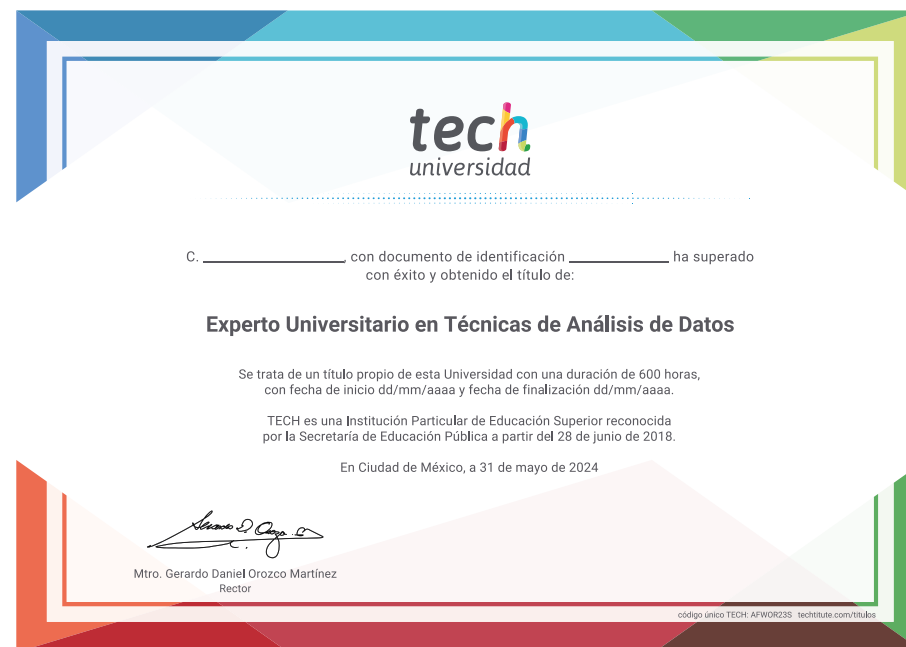 tech
universidad
C. ____________, con documento de identificación ____________ ha superado
con éxito y obtenido el título de:
Experto Universitario en Técnicas de Análisis de Datos
Se trata de un título propio de esta Universidad con una duración de 600 horas,
con fecha de inicio dd/mm/aaaa y fecha de finalización dd/mm/aaaa.
TECH es una Institución Particular de Educación Superior reconocida
por la Secretaría de Educación Pública a partir del 28 de junio de 2018.
En Ciudad de México, a 31 de mayo de 2024
Mtro. Gerardo Daniel Orozco Martínez
Rector
código único TECH: AFWOR23S techtitute.com/titulos